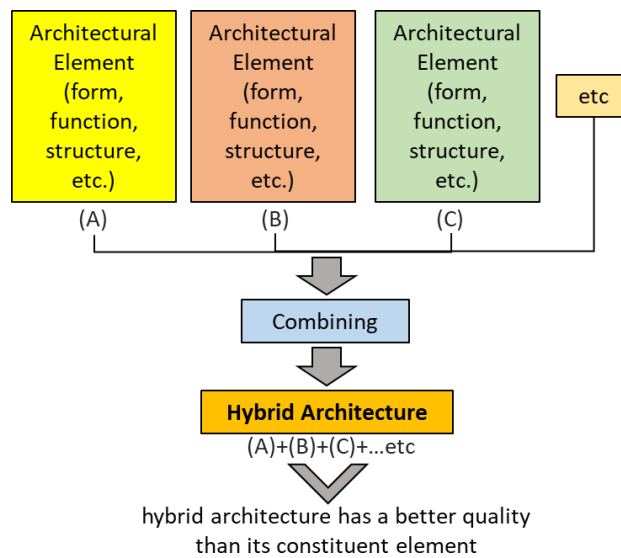 Architectural
Element
(form,
function,
structure,
etc.)
(A)
Architectural
Element
(form,
function,
structure,
etc.)
(B)
Architectural
Element
(form,
function,
structure,
etc.)
(C)
etc
Combining
Hybrid Architecture
(A)+(B)+(C)+...etc
hybrid architecture has a better quality
than its constituent element